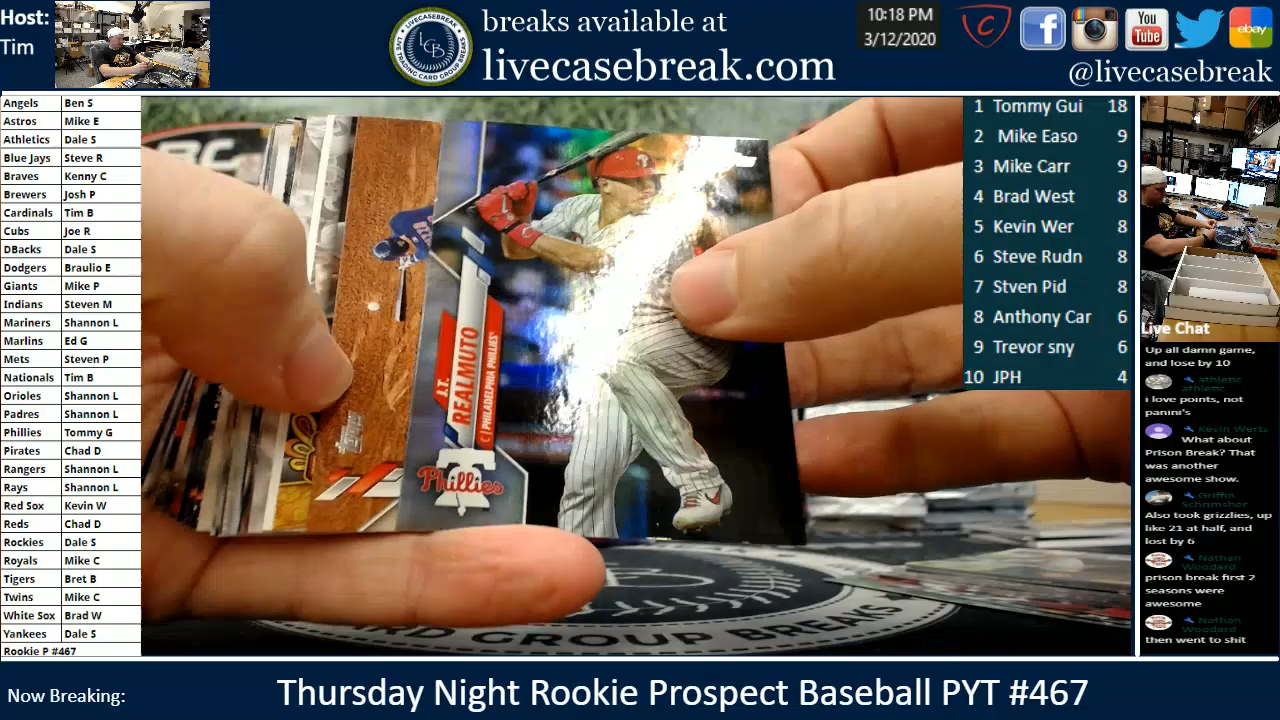 Host:
Tim
breaks available at
livecasebreak.com
10:18 PM
3/12/2020
You
Tube
ebay
@livecasebreak
Angels Ben S
Astros Mike E
Athletics Dale S
Blue Jays Steve R
Braves Kenny C
Brewers Josh P
Cardinals Tim B
Cubs Joe R
DBacks Dale S
Dodgers Braulio E
Giants Mike P
Indians Steven M
Mariners Shannon L
Marlins Ed G
Mets Steven P
Nationals Tim B
Orioles Shannon L
Padres Shannon L
Phillies Tommy G
Pirates Chad D
Rangers Shannon L
Rays Shannon L
Red Sox Kevin W
Reds Chad D
Rockies Dale S
Royals Mike C
Tigers Bret B
Twins Mike C
White Sox Brad W
Yankees Dale S
Rookie P #467
Topps
J.T.
REALMUTO
C | PHILADELPHIA PHILLIES
Phillies
CARD GROUP BREAKS
1 Tommy Gui 18
2 Mike Easo 9
3 Mike Carr 9
4 Brad West 8
5 Kevin Wer 8
6 Steve Rudn 8
7 Stven Pid 8
8 Anthony Car 6
9 Trevor sny 6
10 JPH 4
Live Chat
Up all damn game,
and lose by 10
athletic
athletic
i love points, not
panini's
Kevin Werts
What about
Prison Break? That
was another
awesome show.
Griffin
Also took grizzlies, up
like 21 at half, and
lost by 6
Nathan
Woodard
prison break first 2
seasons were
awesome
Nathan
Woodard
then went to shit
Now Breaking:
Thursday Night Rookie Prospect Baseball PYT #467